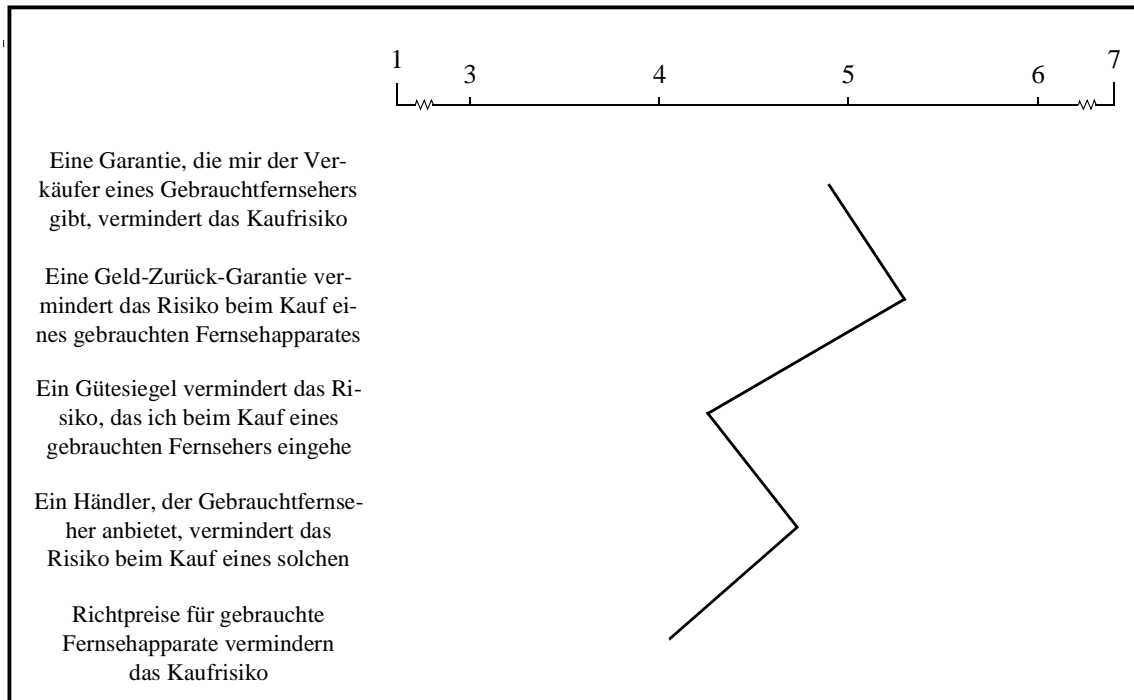 1 3 4 5 6 7
Eine Garantie, die mir der Ver-
käufer eines Gebrauchtfernsehers
gibt, vermindert das Kaufrisiko
Eine Geld-Zurück-Garantie ver-
mindert das Risiko beim Kauf ei-
nes gebrauchten Fernsehapparates
Ein Gütesiegel vermindert das Ri-
siko, das ich beim Kauf eines
gebrauchten Fernsehers eingehe
Ein Händler, der Gebrauchtfernse-
her anbietet, vermindert das
Risiko beim Kauf eines solchen
Richtpreise für gebrauchte
Fernsehapparate vermindern
das Kaufrisiko